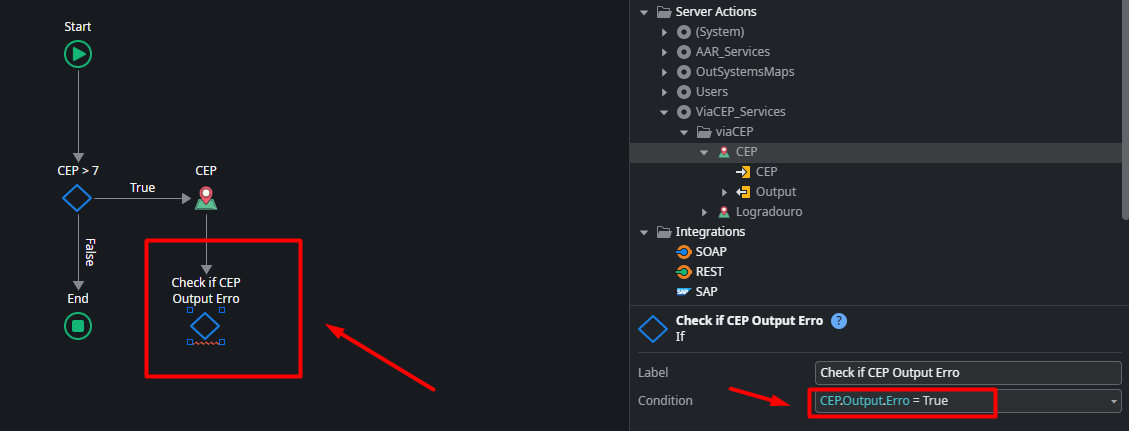 Start
CEP > 7
True
CEP
False
Check if CEP
Output Erro
End
Server Actions
(System)
AAR_Services
OutSystemsMaps
Users
ViaCEP_Services
viaCEP
CEP
CEP
Output
Logradouro
Integrations
SOAP
REST
SAP
SAP
Check if CEP Output Erro ?
If
Label Check if CEP Output Erro
Condition CEP.Output.Erro = True